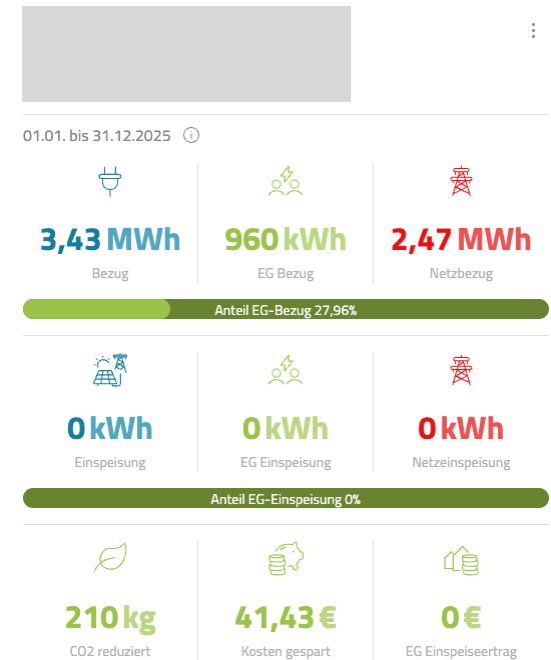 01.01. bis 31.12.2025
3,43 MWh
Bezug
960 kWh
EG Bezug
2,47 MWh
Netzbezug
Anteil EG-Bezug 27,96%
0 kWh
Einspeisung
0 kWh
EG Einspeisung
0 kWh
Netzeinspeisung
Anteil EG-Einspeisung 0%
210 kg
CO2 reduziert
41,43 €
Kosten gespart
0 €
EG Einspeiseertrag